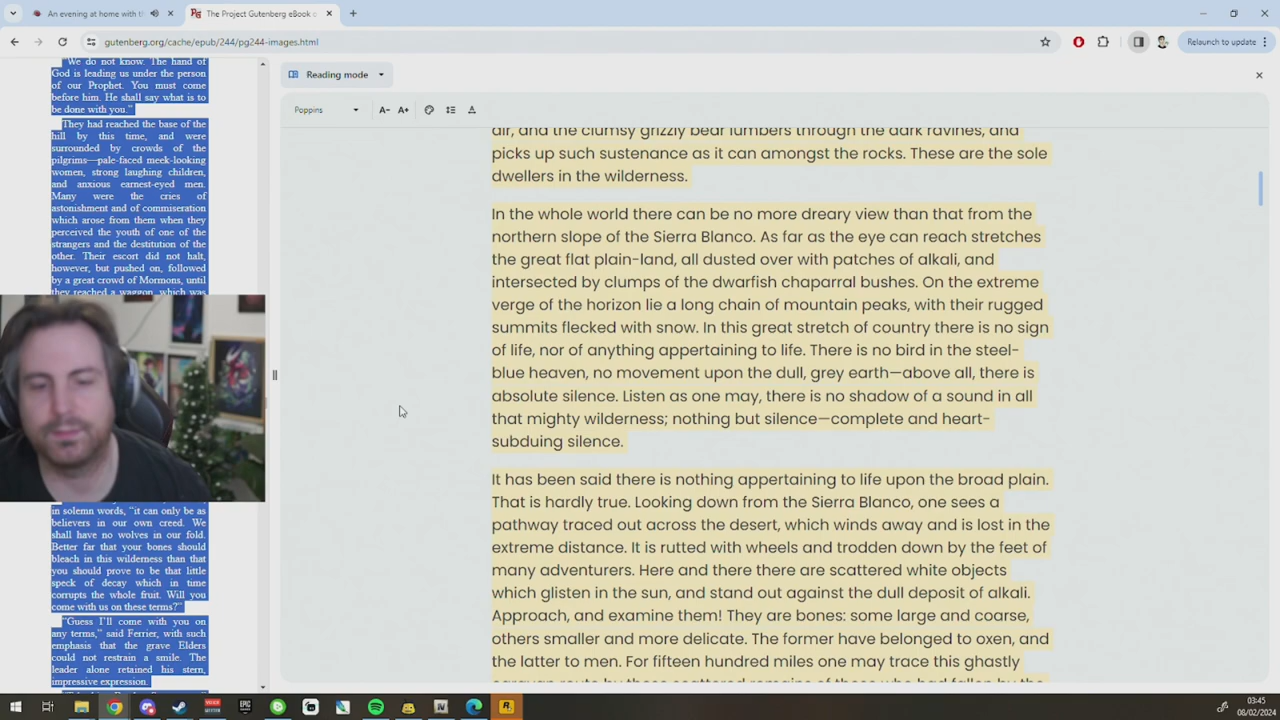 An evening at home with th
The Project Gutenberg eBook o
gutenberg.org/cache/epub/244/pg244-images.html
Relaunch to update
"We do not know. The hand of
God is leading us under the person
of our Prophet. You must come
before him. He shall say what is to
be done with you."
They had reached the base of the
hill by this time, and were
surrounded by crowds of the
pilgrims—pale-faced meek-looking
women, strong laughing children,
and anxious earnest-eyed men.
Many were the cries of
astonishment and of commiseration
which arose from them when they
perceived the youth of one of the
strangers and the destitution of the
other. Their escort did not halt,
however, but pushed on, followed
by a great crowd of Mormons, until
they reached a waggon, which was
in solemn words, "it can only be as
believers in our own creed. We
shall have no wolves in our fold.
Better far that your bones should
bleach in this wilderness than that
you should prove to be that little
speck of decay which in time
corrupts the whole fruit. Will you
come with us on these terms?"
"Guess I'll come with you on
any terms," said Ferrier, with such
emphasis that the grave Elders
could not restrain a smile. The
leader alone retained his stern,
impressive expression.
Reading mode
Poppins
A- A+
air, and the clumsy grizzly bear lumbers through the dark ravines, and
picks up such sustenance as it can amongst the rocks. These are the sole
dwellers in the wilderness.
In the whole world there can be no more dreary view than that from the
northern slope of the Sierra Blanco. As far as the eye can reach stretches
the great flat plain-land, all dusted over with patches of alkali, and
intersected by clumps of the dwarfish chaparral bushes. On the extreme
verge of the horizon lie a long chain of mountain peaks, with their rugged
summits flecked with snow. In this great stretch of country there is no sign
of life, nor of anything appertaining to life. There is no bird in the steel-
blue heaven, no movement upon the dull, grey earth—above all, there is
absolute silence. Listen as one may, there is no shadow of a sound in all
that mighty wilderness; nothing but silence—complete and heart-
subduing silence.
It has been said there is nothing appertaining to life upon the broad plain.
That is hardly true. Looking down from the Sierra Blanco, one sees a
pathway traced out across the desert, which winds away and is lost in the
extreme distance. It is rutted with wheels and trodden down by the feet of
many adventurers. Here and there there are scattered white objects
which glisten in the sun, and stand out against the dull deposit of alkali.
Approach, and examine them! They are bones: some large and coarse,
others smaller and more delicate. The former have belonged to oxen, and
the latter to men. For fifteen hundred miles one may trace this ghastly
03:45
08/02/2024